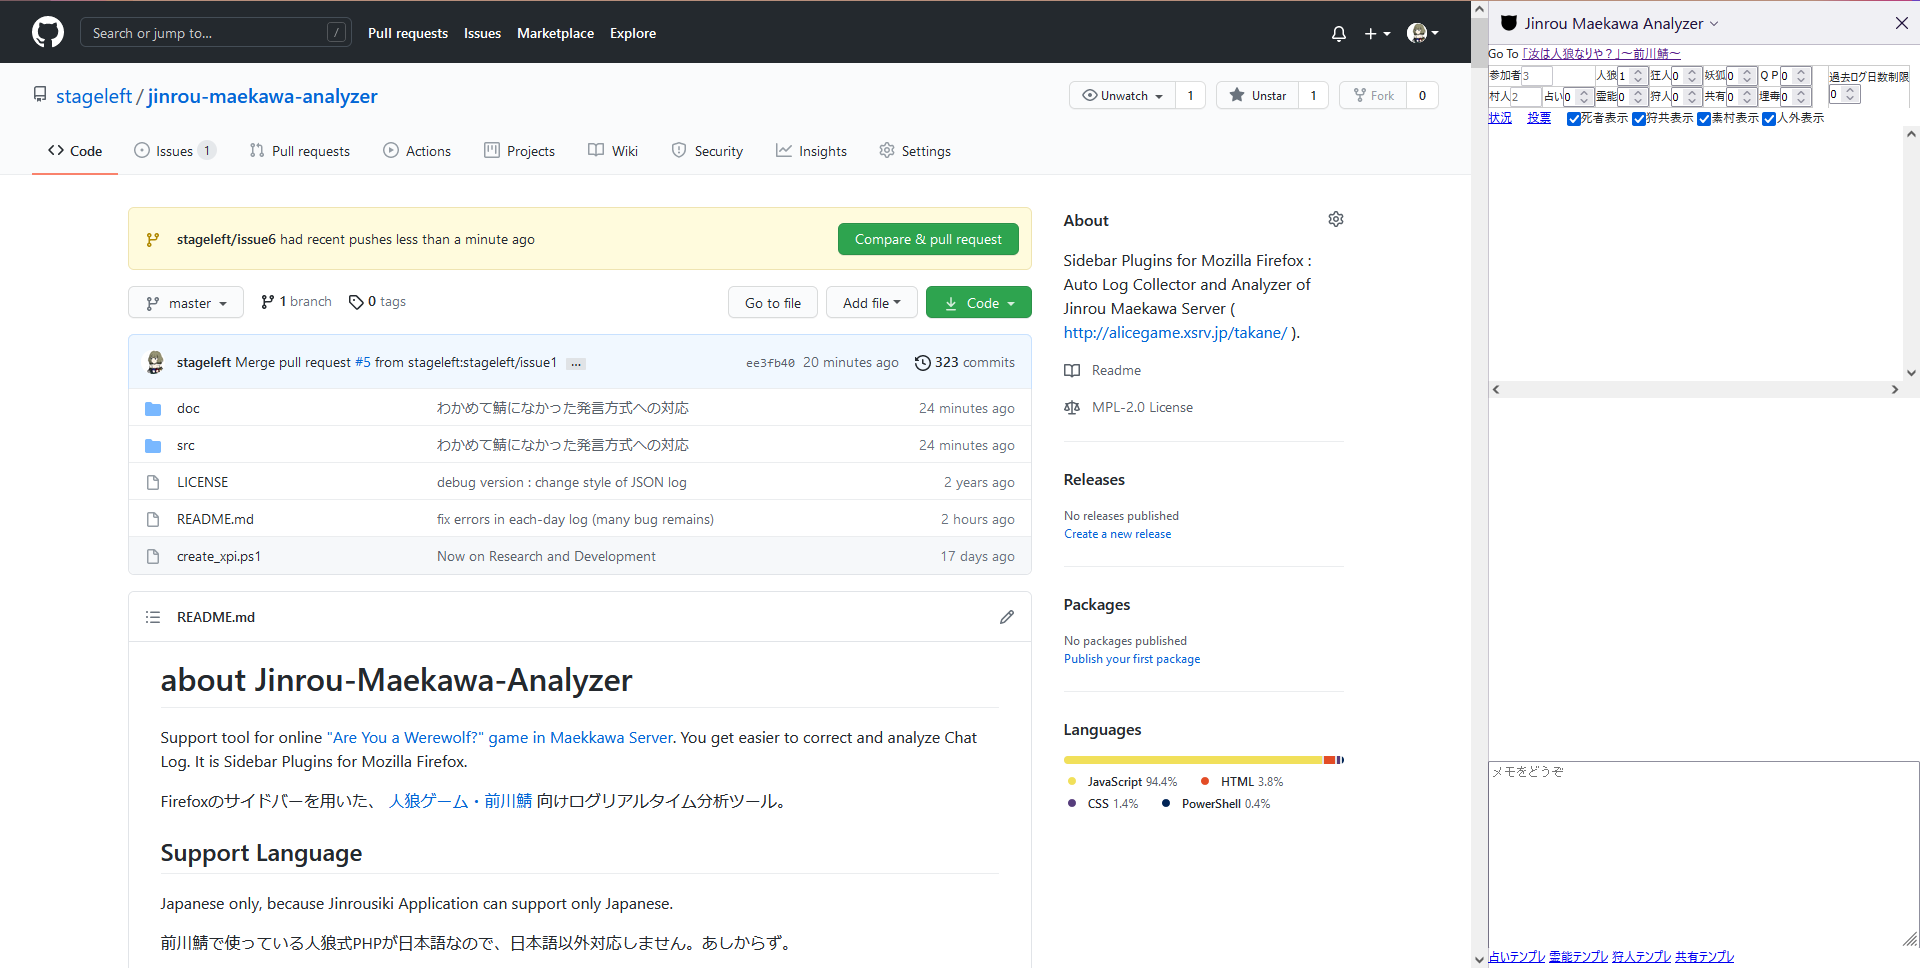 Search or jump to...
/
Pull requests Issues Marketplace Explore
Jinrou Maekawa Analyzer
stageleft / jinrou-maekawa-analyzer
Unwatch 1
Unstar 1
Fork 0
Code
Issues 1
Pull requests
Actions
Projects
Wiki
Security
Insights
Settings
stageleft/issue6 had recent pushes less than a minute ago
Compare & pull request
master
1 branch
0 tags
Go to file
Add file
Code
stageleft Merge pull request #5 from stageleft:stageleft/issue1 ...
ee3fb40 20 minutes ago
323 commits
doc わかめて鯖になかった発言方式への対応 24 minutes ago
src わかめて鯖になかった発言方式への対応 24 minutes ago
LICENSE debug version : change style of JSON log 2 years ago
README.md fix errors in each-day log (many bug remains) 2 hours ago
create_xpi.ps1 Now on Research and Development 17 days ago
README.md
about Jinrou-Maekawa-Analyzer
Support tool for online "Are You a Werewolf?" game in Maekkawa Server. You get easier to correct and analyze Chat
Log. It is Sidebar Plugins for Mozilla Firefox.
Firefoxのサイドバーを用いた、 人狼ゲーム・前川鯖 向けログリアルタイム分析ツール。
Support Language
Japanese only, because Jinrousiki Application can support only Japanese.
前川鯖で使っている人狼式PHPが日本語なので、日本語以外対応しません。あしからず。
About
Sidebar Plugins for Mozilla Firefox :
Auto Log Collector and Analyzer of
Jinrou Maekawa Server (
http://alicegame.xsrv.jp/takane/ ).
Readme
MPL-2.0 License
Releases
No releases published
Create a new release
Packages
No packages published
Publish your first package
Languages
JavaScript 94.4% HTML 3.8%
CSS 1.4% PowerShell 0.4%
Go To 「汝は人狼なりや？」～前川鯖～
参加者3 人狼1 狂人0 妖狐0 ＱＰ0
村人2 占い0 霊能0 狩人0 共有0 埋毒0
過去ログ日数制限
0
状況 投票 死者表示 狩共表示 素村表示 人外表示
メモをどうぞ
占いテンプレ 霊能テンプレ 狩人テンプレ 共有テンプレ